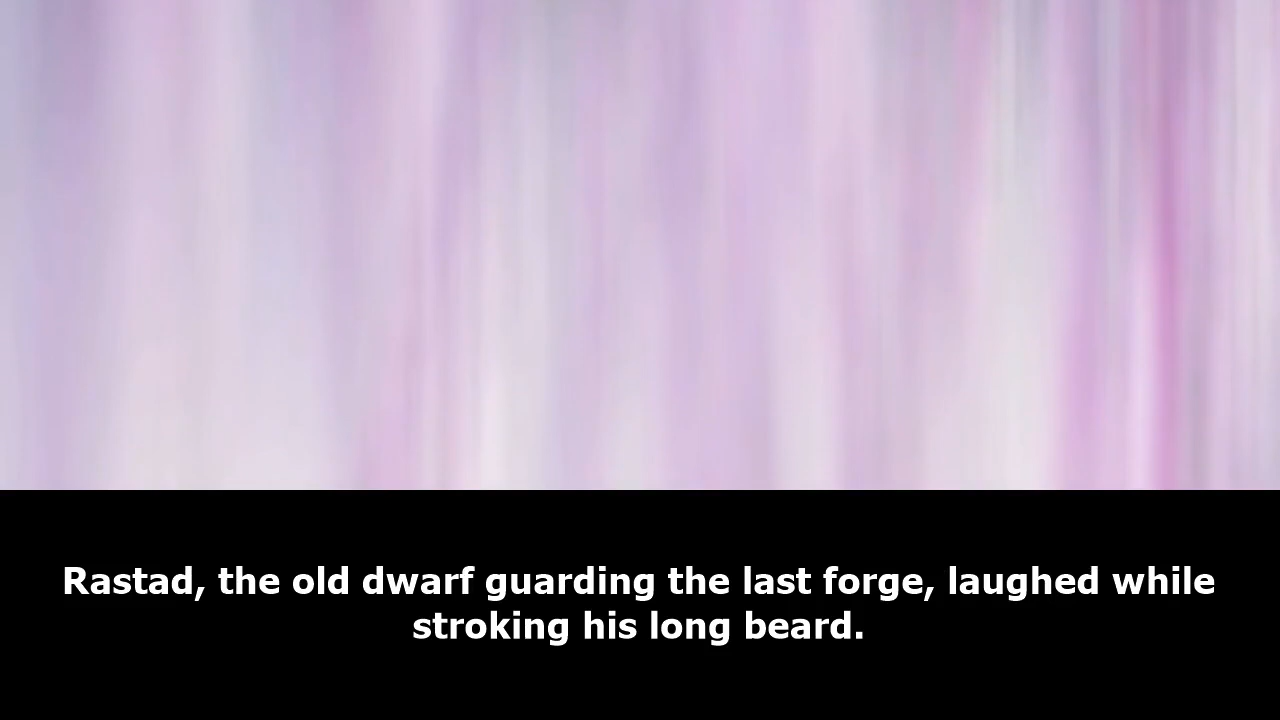 Rastad, the old dwarf guarding the last forge, laughed while
stroking his long beard.